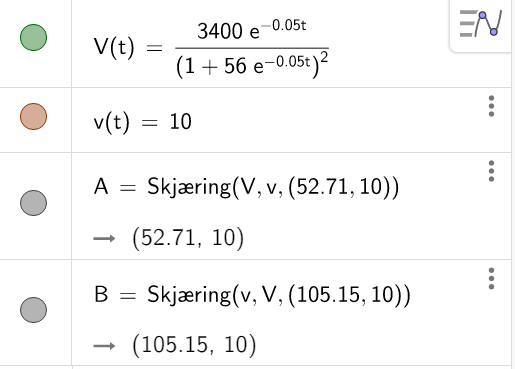 V(t) = 3400 e^(-0.05t) / (1 + 56 e^(-0.05t))^2
v(t) = 10
A = Skjæring(V, v, (52.71, 10))
→ (52.71, 10)
B = Skjæring(v, V, (105.15, 10))
→ (105.15, 10)